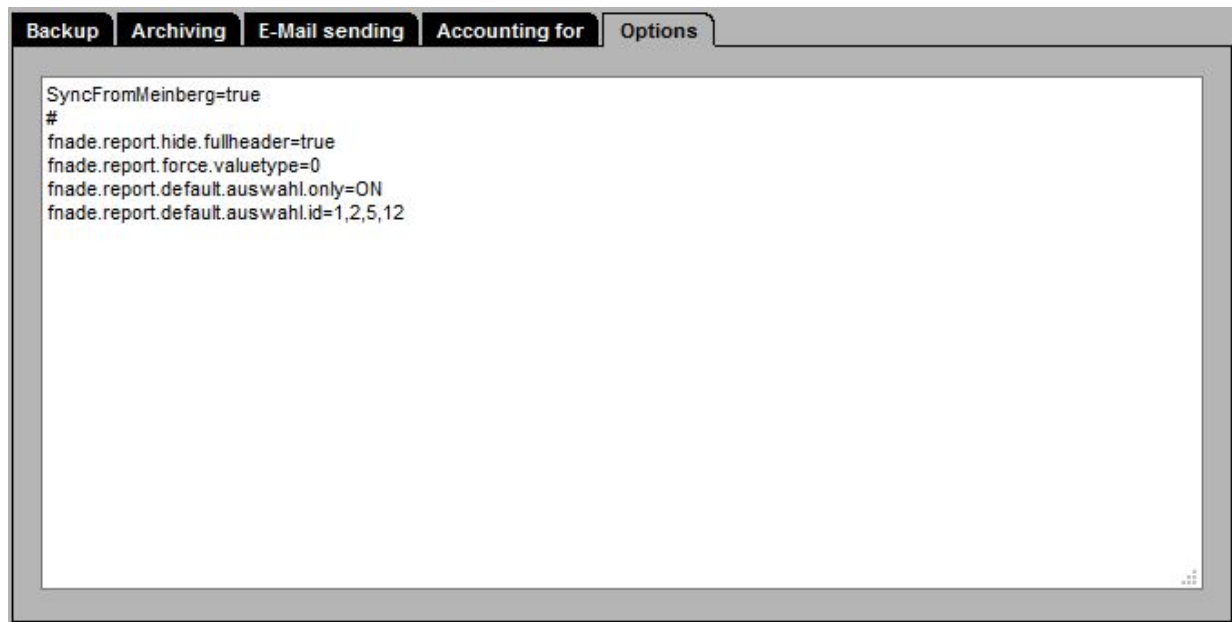 Backup Archiving E-Mail sending Accounting for Options
SyncFromMeinberg=true
#
fnade.report.hide.fullheader=true
fnade.report.force.valuetype=0
fnade.report.default.auswahl.only=ON
fnade.report.default.auswahl.id=1,2,5,12